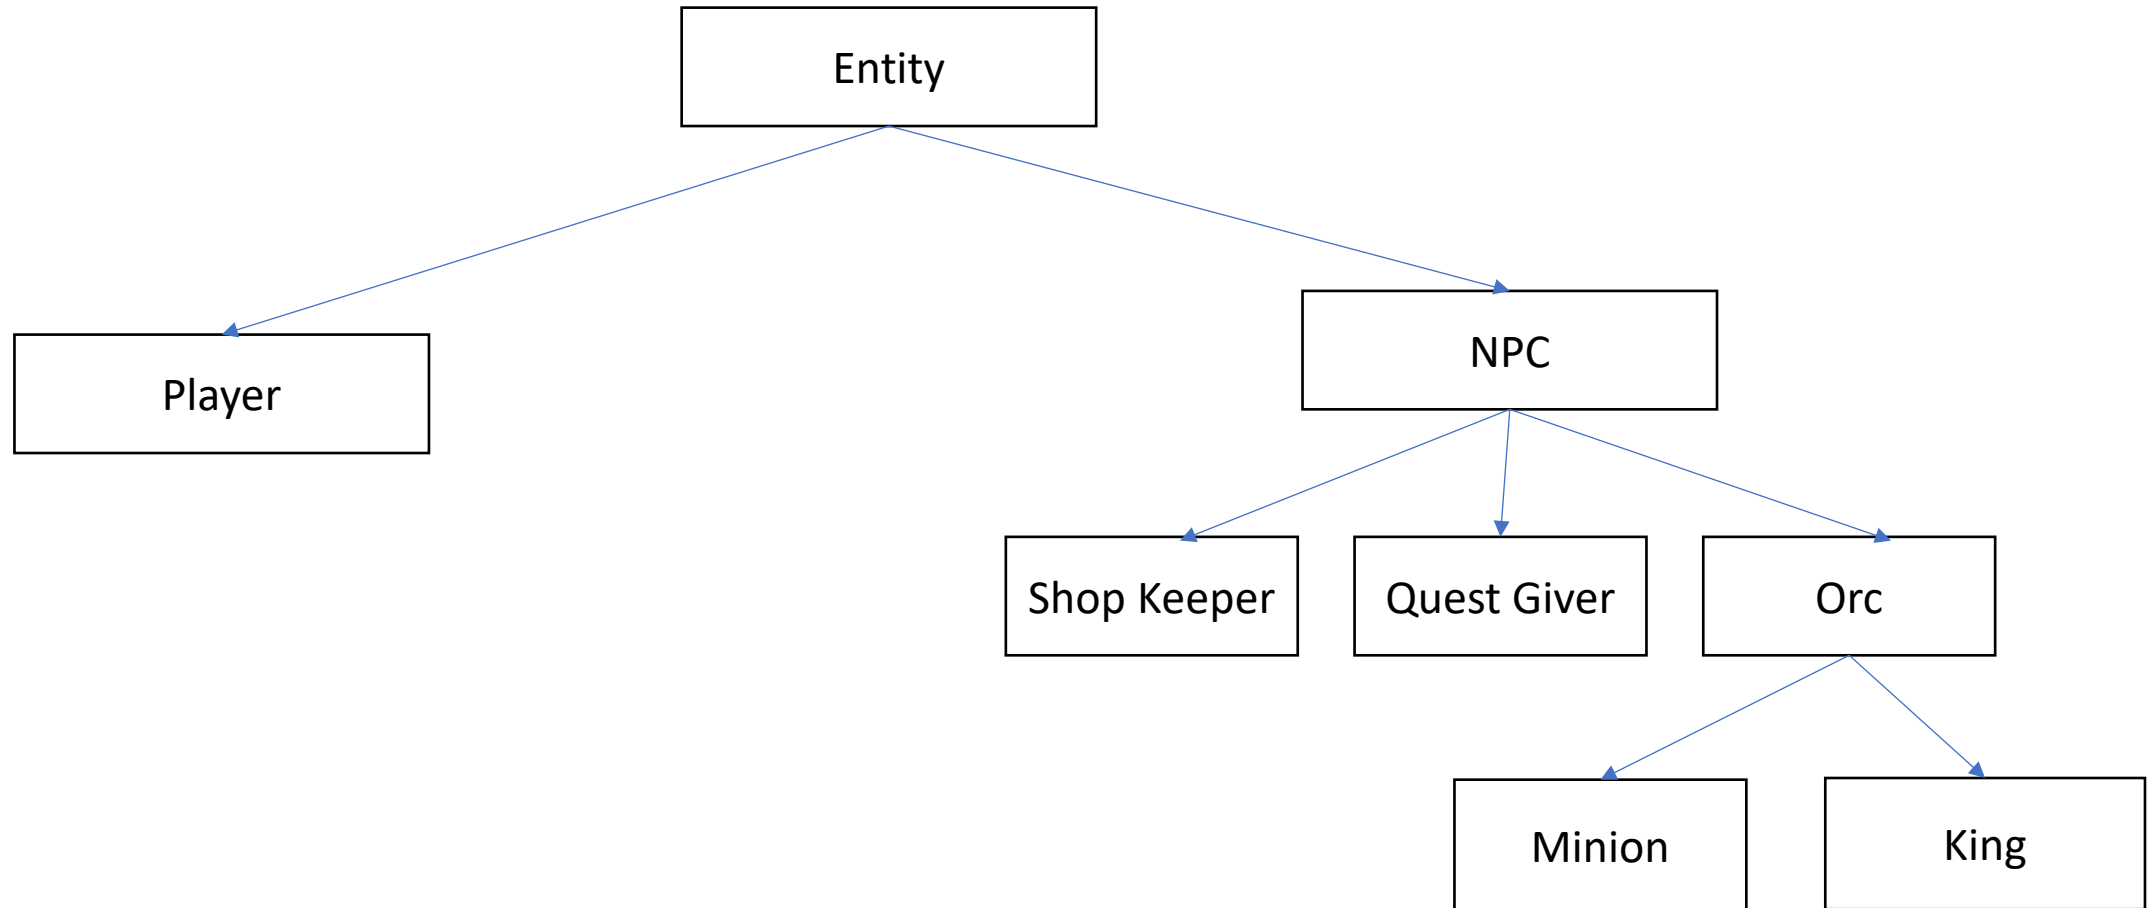 Entity
NPC
Player
Shop Keeper
Quest Giver
Orc
Minion
King